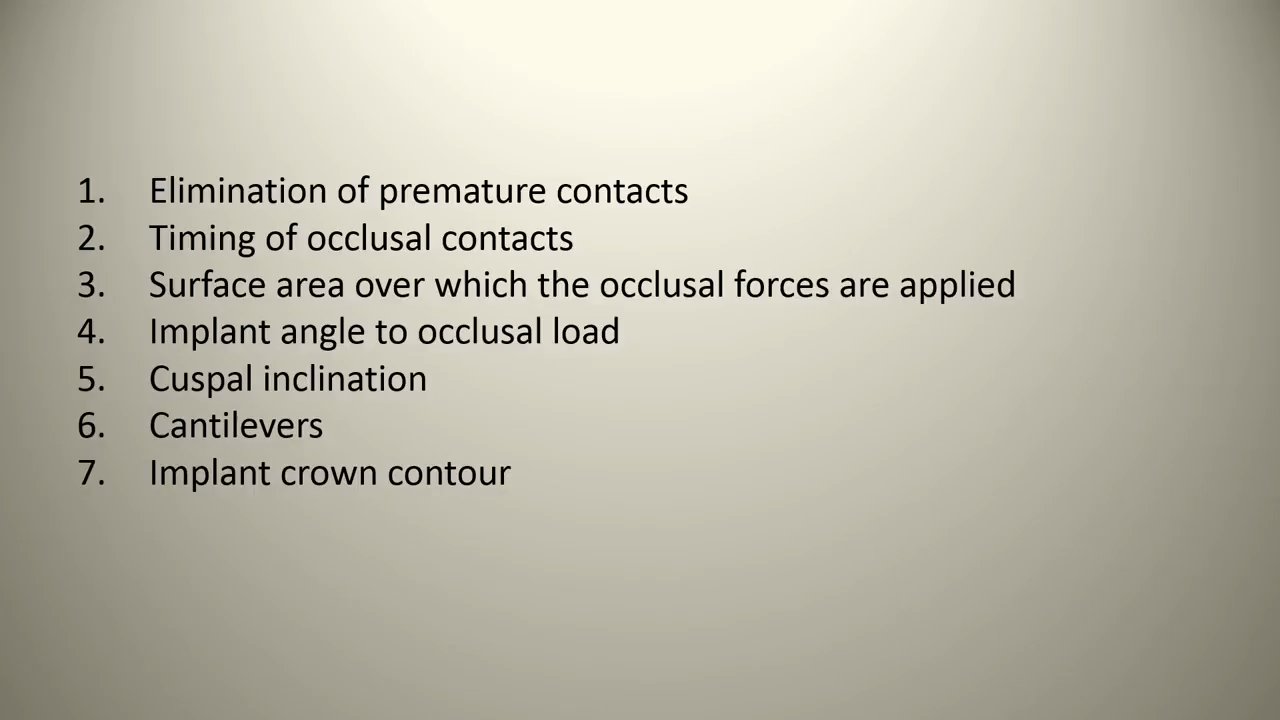 1. Elimination of premature contacts
2. Timing of occlusal contacts
3. Surface area over which the occlusal forces are applied
4. Implant angle to occlusal load
5. Cuspal inclination
6. Cantilevers
7. Implant crown contour